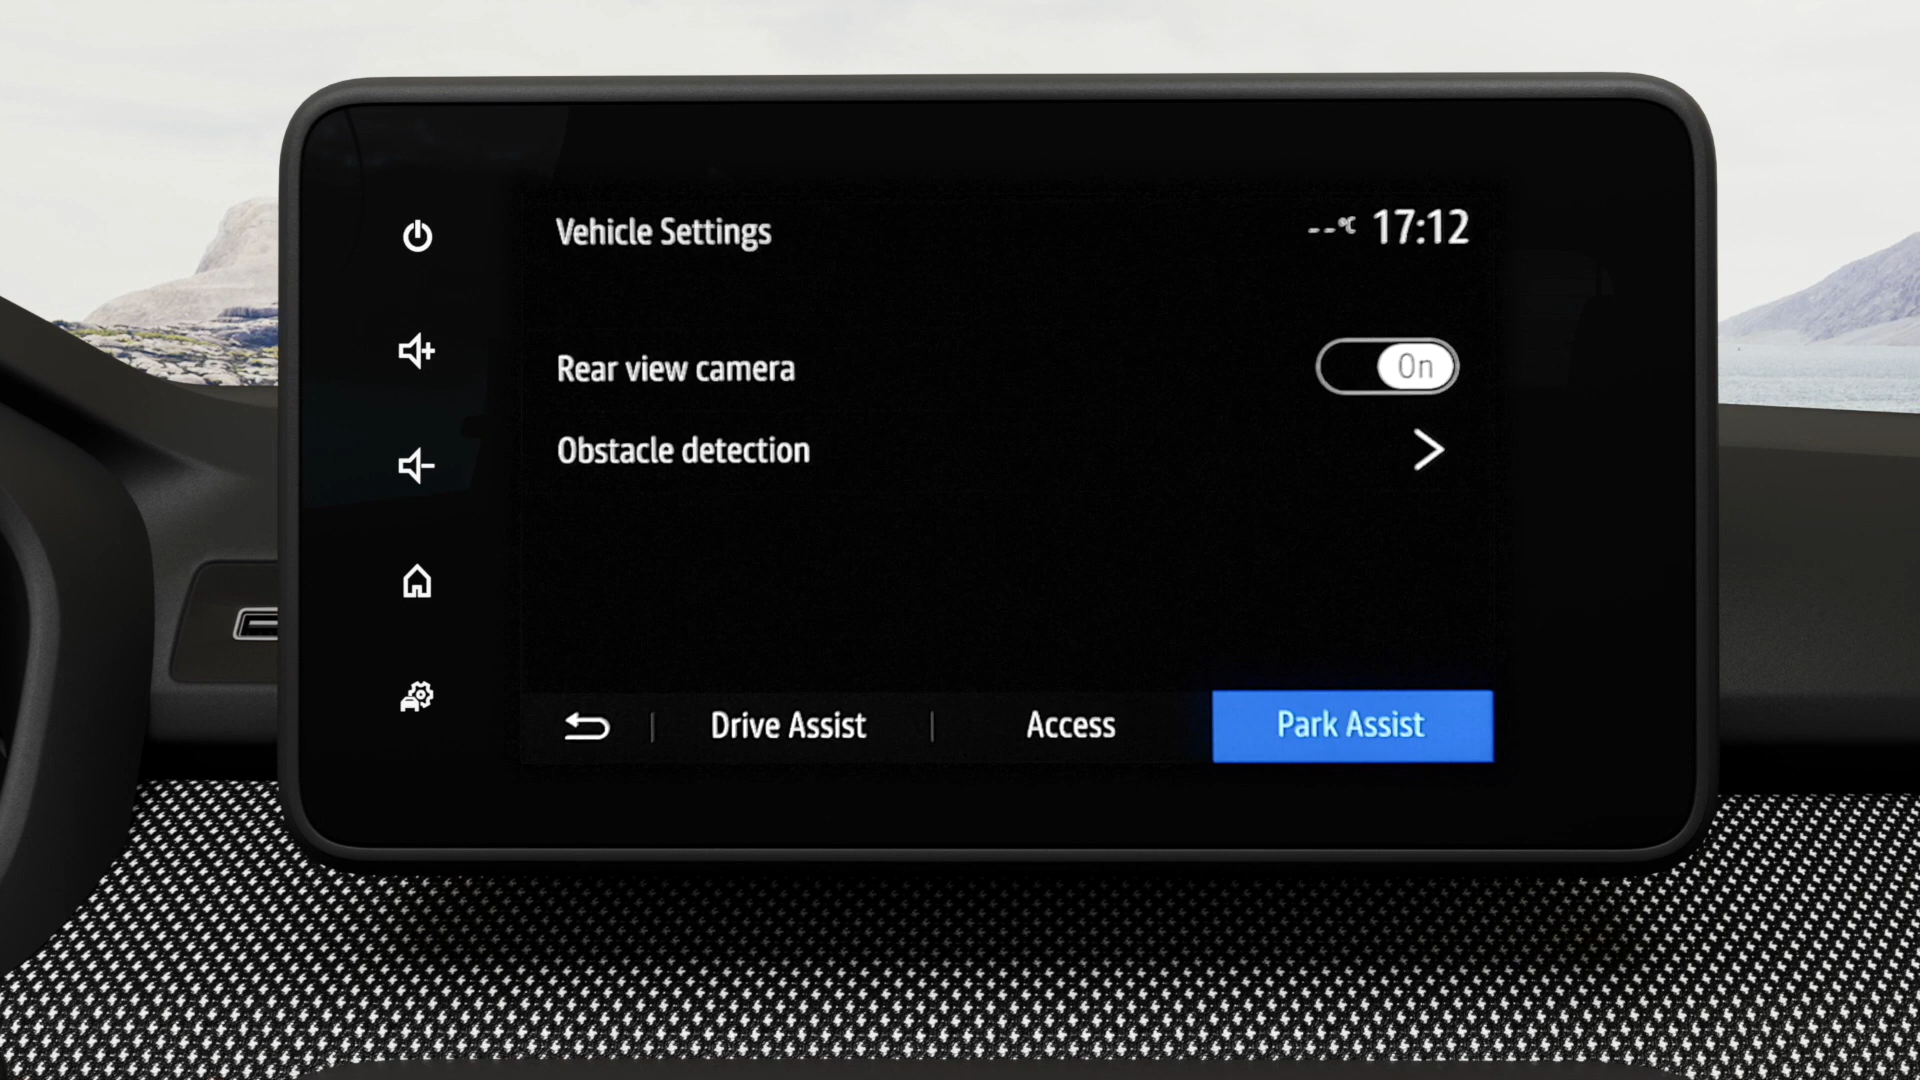 Vehicle Settings
--°C 17:12
Rear view camera
On
Obstacle detection
Drive Assist
Access
Park Assist